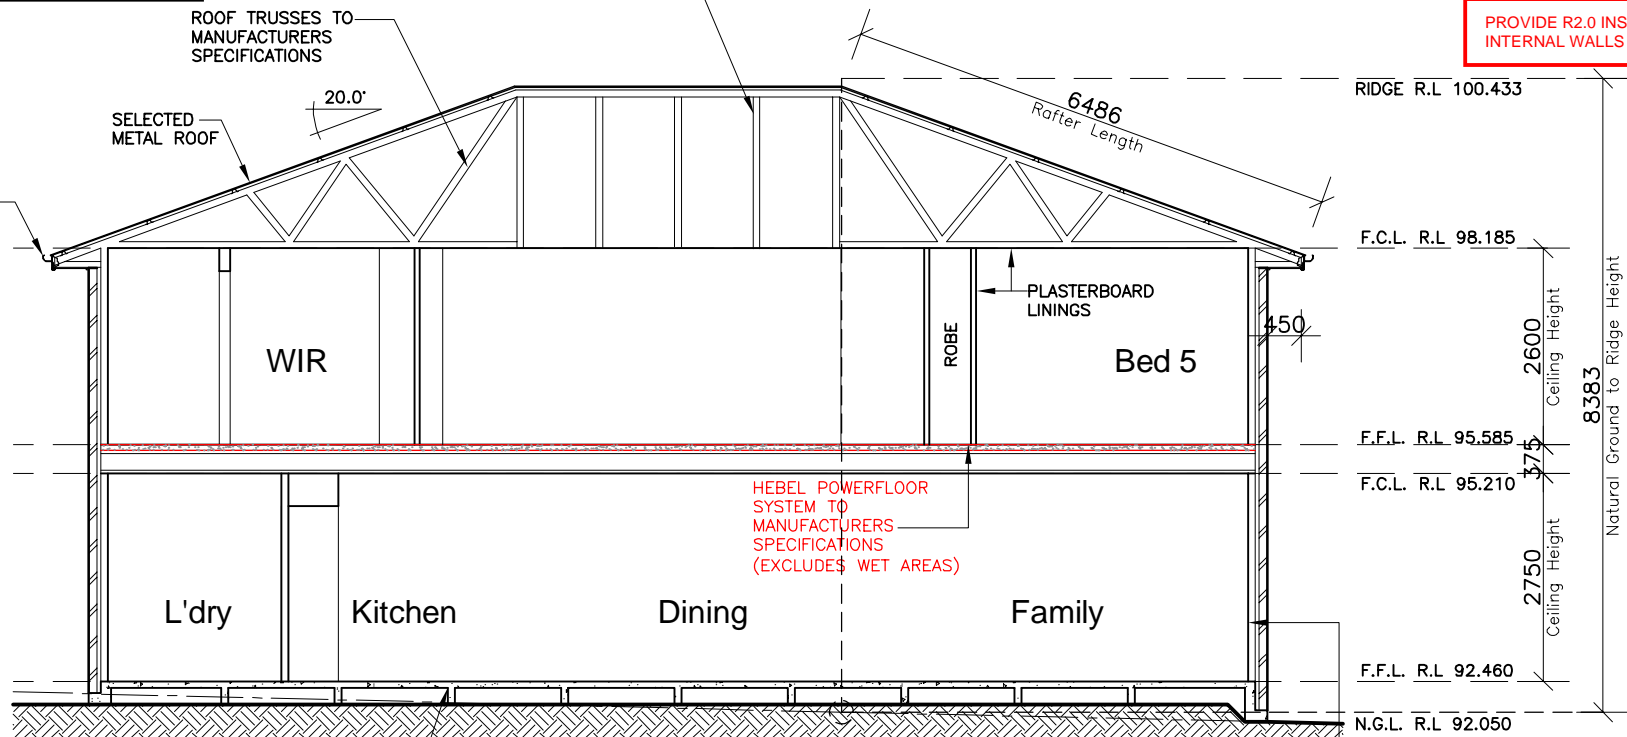 ROOF TRUSSES TO
MANUFACTURERS
SPECIFICATIONS
PROVIDE R2.0 INS
INTERNAL WALLS
RIDGE R.L 100.433
20.0°
SELECTED
METAL ROOF
6486
Rafter Length
F.C.L. R.L 98.185
PLASTERBOARD
LININGS
450
2600
Ceiling Height
8383
Natural Ground to Ridge Height
WIR
ROBE
Bed 5
F.F.L. R.L 95.585
375
F.C.L. R.L 95.210
HEBEL POWERFLOOR
SYSTEM TO
MANUFACTURERS
SPECIFICATIONS
(EXCLUDES WET AREAS)
2750
Ceiling Height
L'dry
Kitchen
Dining
Family
F.F.L. R.L 92.460
N.G.L. R.L 92.050